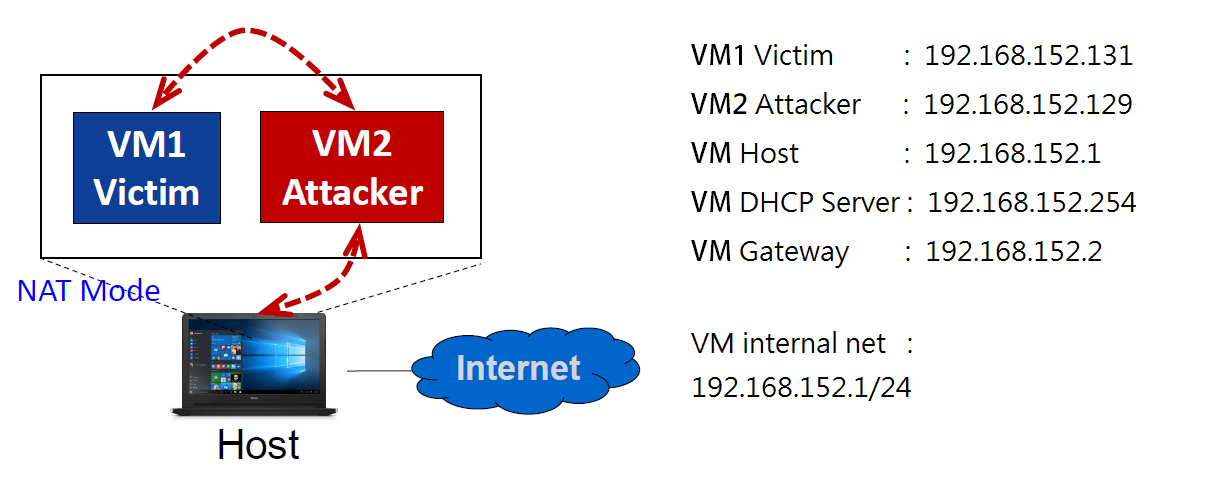 VM1
Victim
VM2
Attacker
NAT Mode
Internet
Host
VM1 Victim : 192.168.152.131
VM2 Attacker : 192.168.152.129
VM Host : 192.168.152.1
VM DHCP Server : 192.168.152.254
VM Gateway : 192.168.152.2
VM internal net :
192.168.152.1/24